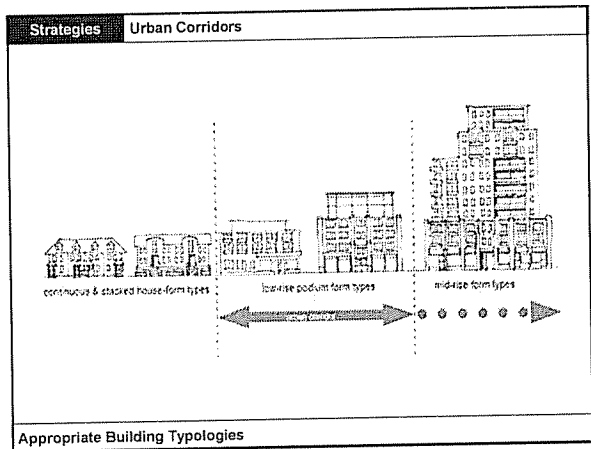 Strategies Urban Corridors
continuous & stacked house-form types
low-rise podium form types
mid-rise form types
Appropriate Building Typologies